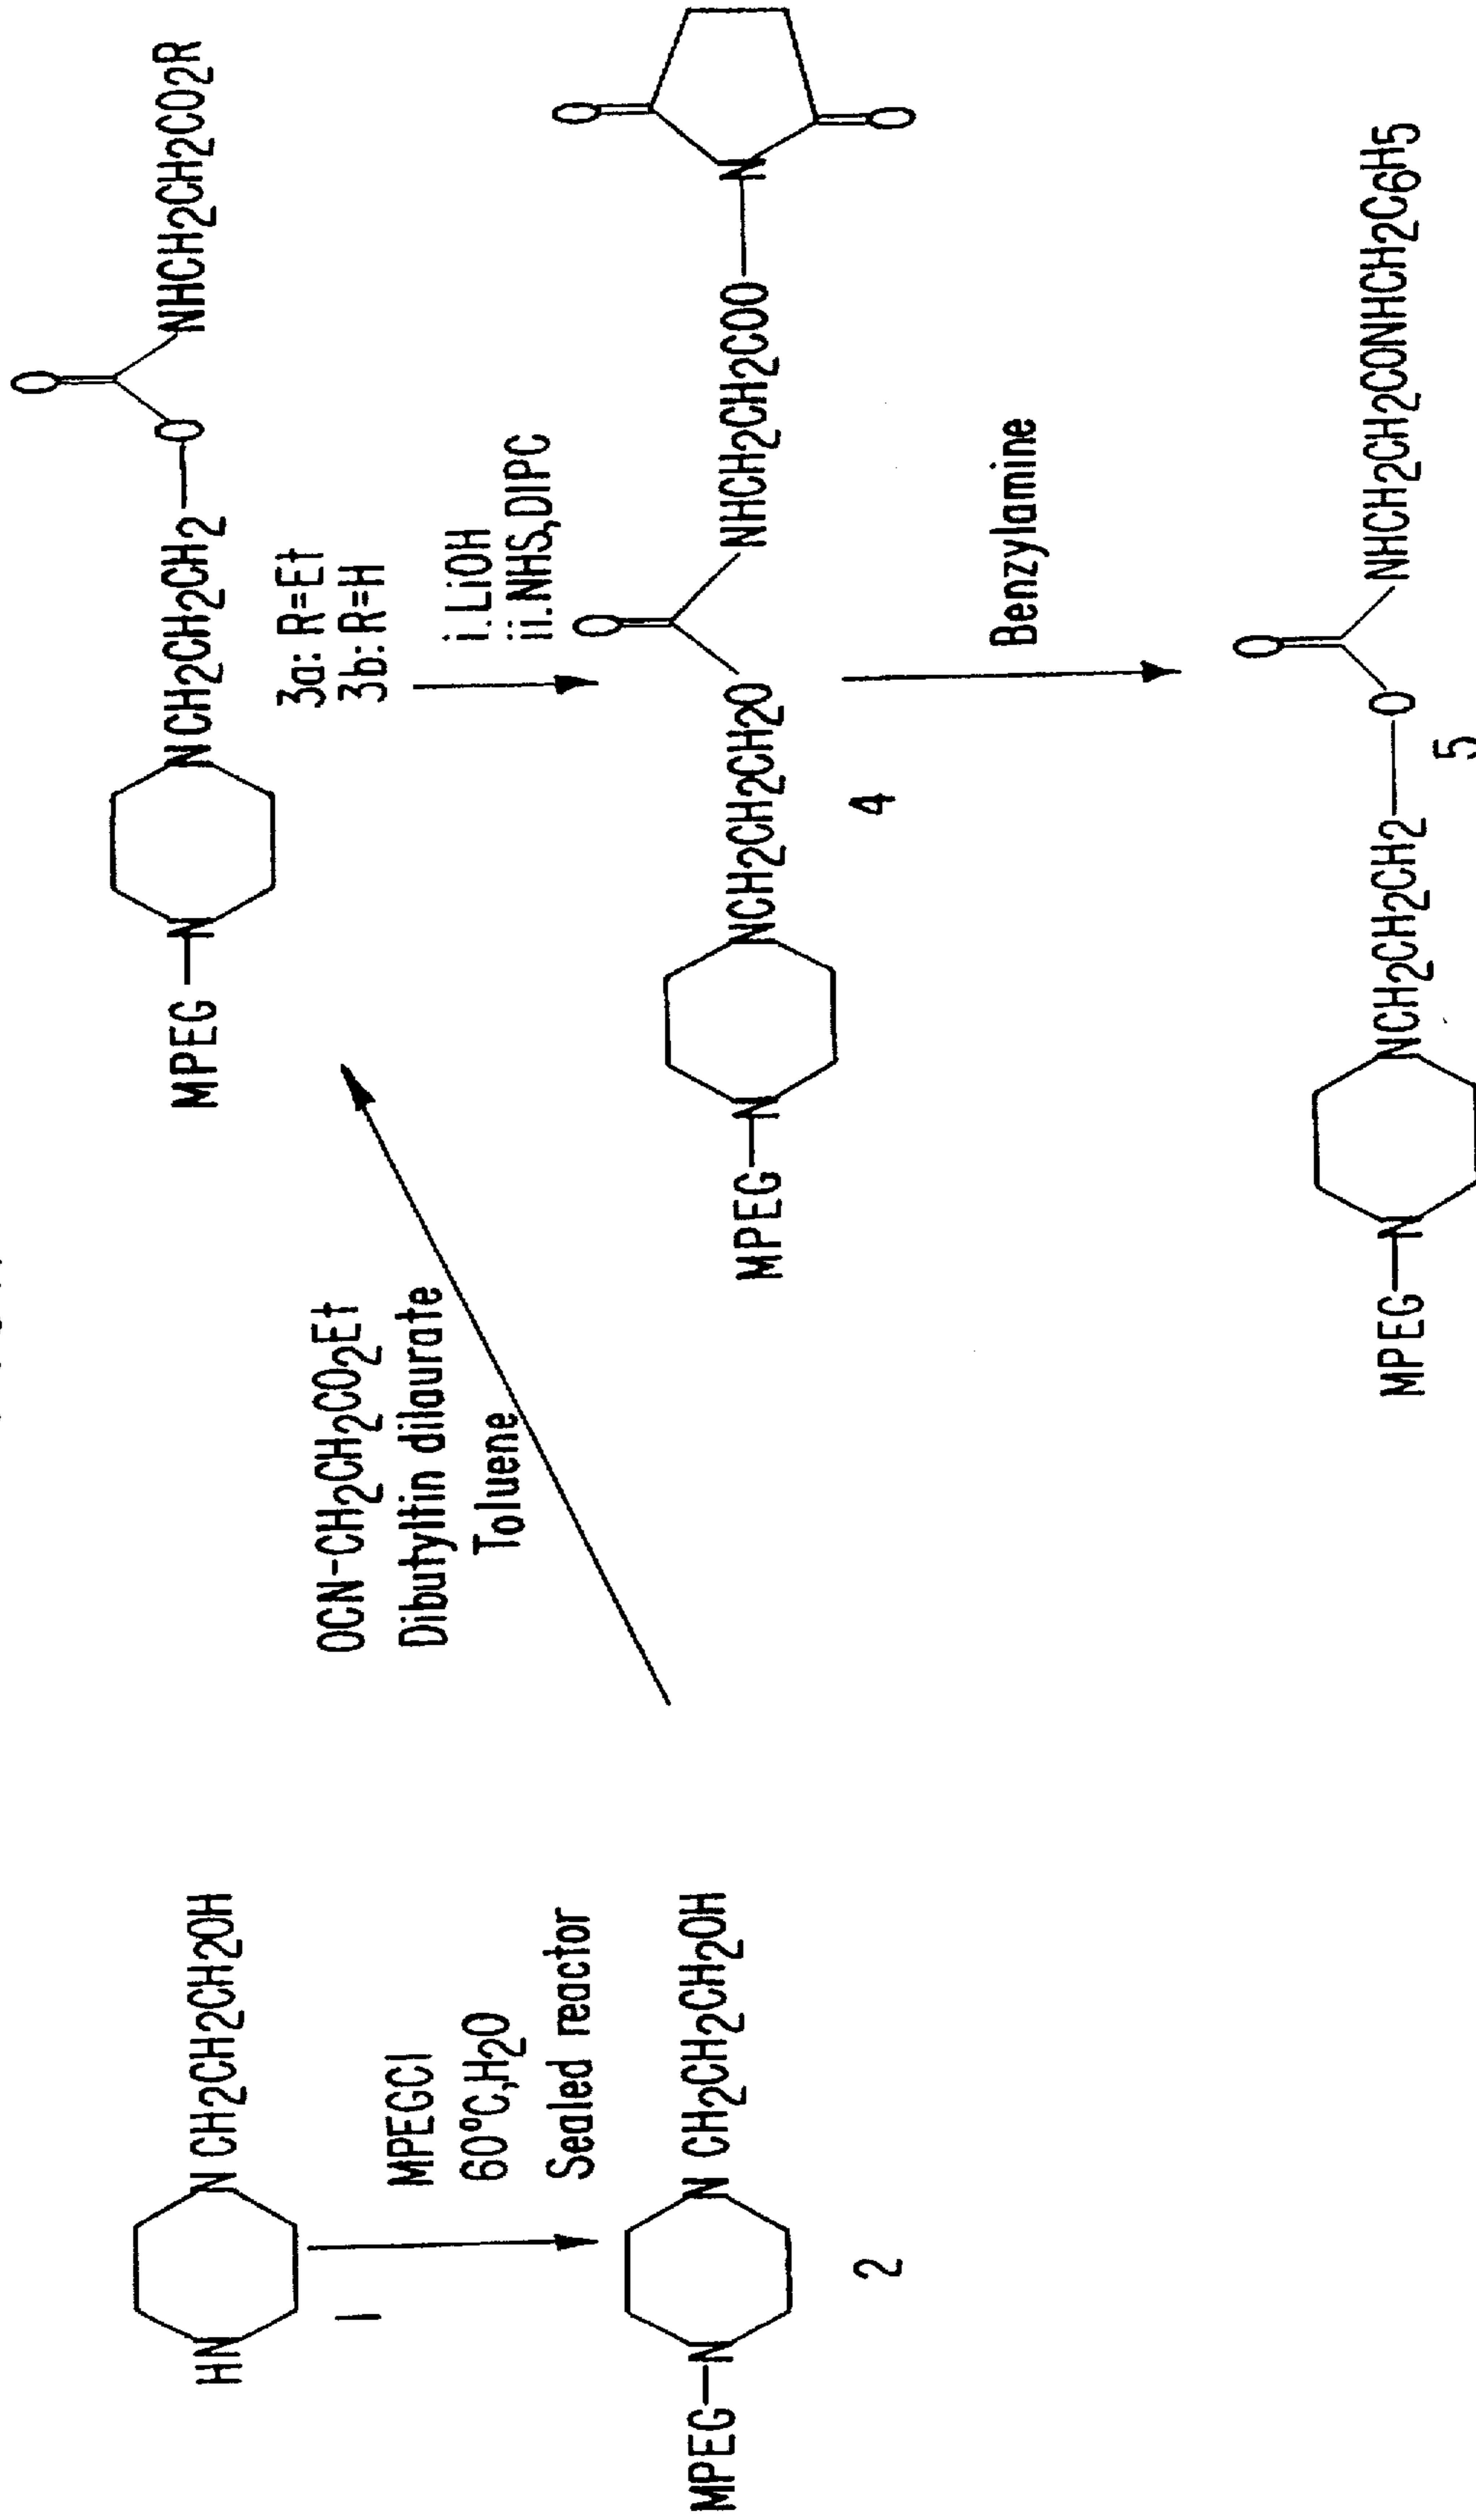 HN NCH2CH2CH2OH
1
MPEGCl
60°C,H2O
Sealed reactor
MPEG N N CH2CH2CH2OH
2
OCN-CH2CH2CO2Et
Dibutyltin dilaurate
Toluene
O
MPEG N NCH2CH2CH2 O NHCH2CH2CO2R
3a: R=Et
3b: R=H
i. LiOH
ii. NHS,DIPC
O O
MPEG N NCH2CH2CH2O NHCH2CH2COO N
O
4
Benzylamine
O
MPEG N NCH2CH2CH2 O NHCH2CH2CONHCH2C6H5
5